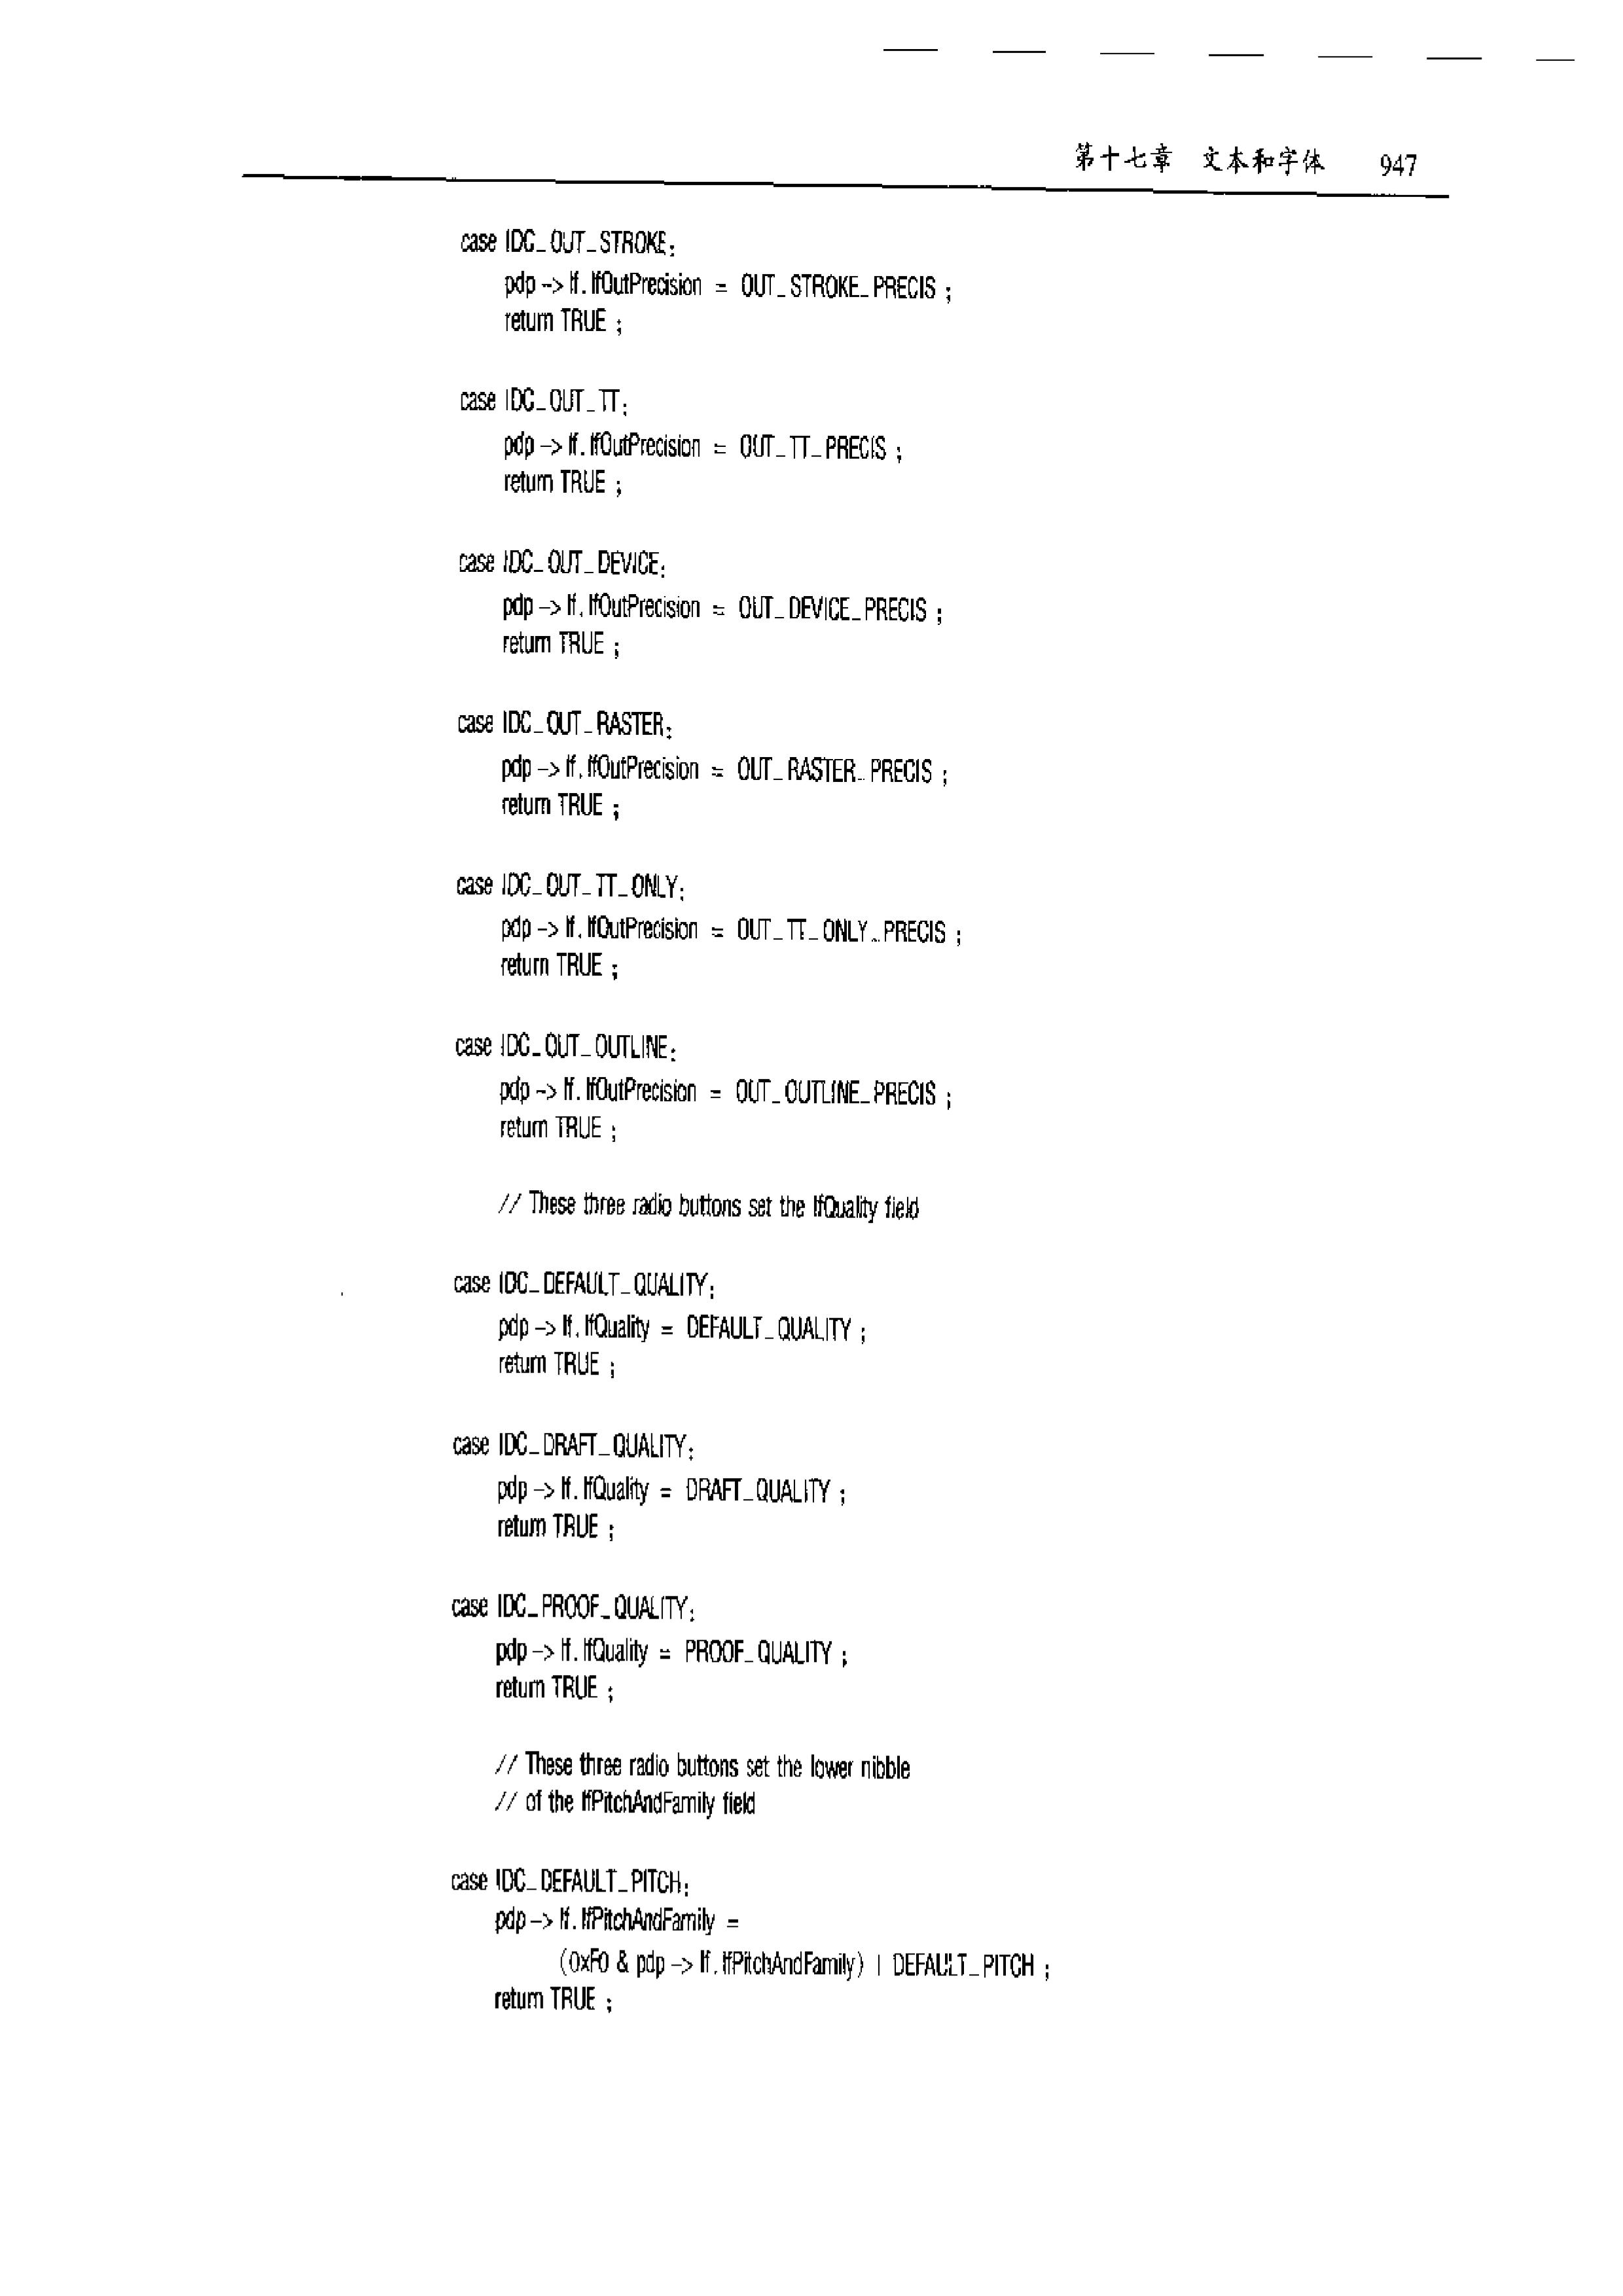 第十七章 文本和字体 947
case IDC_OUT_STROKE:
pdp -> lf.lfOutPrecision = OUT_STROKE_PRECIS ;
return TRUE ;
case IDC_OUT_TT:
pdp -> lf.lfOutPrecision = OUT_TT_PRECIS ;
return TRUE ;
case IDC_OUT_DEVICE:
pdp -> lf.lfOutPrecision = OUT_DEVICE_PRECIS ;
return TRUE ;
case IDC_OUT_RASTER:
pdp -> lf.lfOutPrecision = OUT_RASTER_PRECIS ;
return TRUE ;
case IDC_OUT_TT_ONLY:
pdp -> lf.lfOutPrecision = OUT_TT_ONLY_PRECIS ;
return TRUE ;
case IDC_OUT_OUTLINE:
pdp -> lf.lfOutPrecision = OUT_OUTLINE_PRECIS ;
return TRUE ;
// These three radio buttons set the lfQuality field
case IDC_DEFAULT_QUALITY:
pdp -> lf.lfQuality = DEFAULT_QUALITY ;
return TRUE ;
case IDC_DRAFT_QUALITY:
pdp -> lf.lfQuality = DRAFT_QUALITY ;
return TRUE ;
case IDC_PROOF_QUALITY:
pdp -> lf.lfQuality = PROOF_QUALITY ;
return TRUE ;
// These three radio buttons set the lower nibble
// of the lfPitchAndFamily field
case IDC_DEFAULT_PITCH:
pdp -> lf.lfPitchAndFamily =
(0xF0 & pdp -> lf.lfPitchAndFamily) | DEFAULT_PITCH ;
return TRUE ;